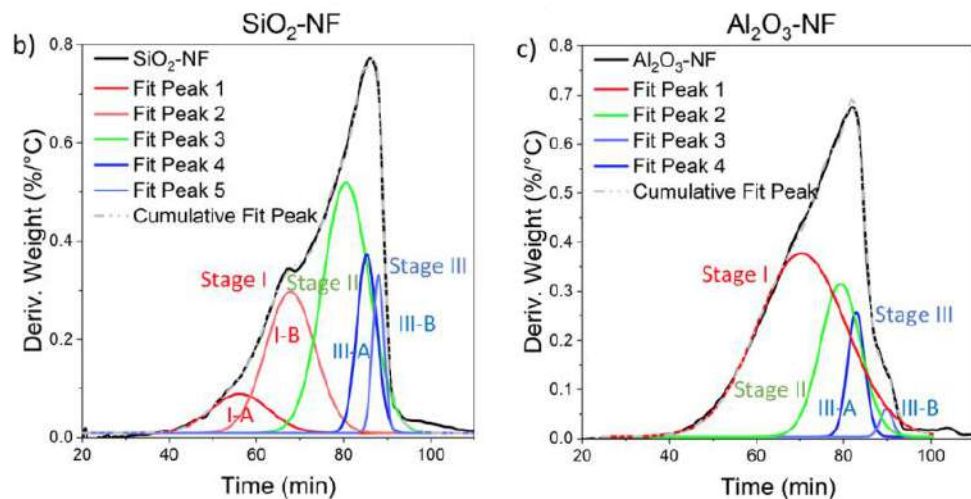 SiO₂-NF
b)
0.8
0.4
0.2
0.0
Deriv. Weight (%/°C)
SiO₂-NF
Fit Peak 1
Fit Peak 2
Fit Peak 3
Fit Peak 4
Fit Peak 5
Cumulative Fit Peak
Stage I
Stage II
Stage III
I-B
III-A
III-B
I-A
20 40 60 80 100
Time (min)
Al₂O₃-NF
c)
0.8
0.7
0.6
0.5
0.4
0.3
0.2
0.1
0.0
Deriv. Weight (%/°C)
Al₂O₃-NF
Fit Peak 1
Fit Peak 2
Fit Peak 3
Fit Peak 4
Cumulative Fit Peak
Stage I
Stage III
Stage II
III-A
III-B
20 40 60 80 100
Time (min)